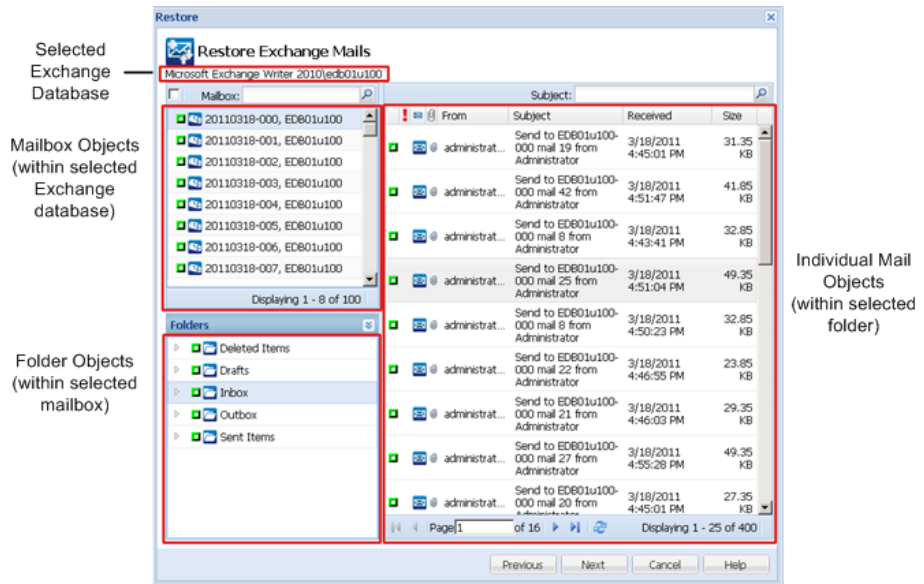 Restore
Restore Exchange Mails
Microsoft Exchange Writer 2010\edb01u100
Selected
Exchange
Database
Mailbox Objects
(within selected
Exchange
database)
Folder Objects
(within selected
mailbox)
Mailbox:
20110318-000, EDB01u100
20110318-001, EDB01u100
20110318-002, EDB01u100
20110318-003, EDB01u100
20110318-004, EDB01u100
20110318-005, EDB01u100
20110318-006, EDB01u100
20110318-007, EDB01u100
Displaying 1 - 8 of 100
Folders
Deleted Items
Drafts
Inbox
Outbox
Sent Items
Subject:
From Subject Received Size
administrat... Send to EDB01u100-
000 mail 19 from
Administrator
3/18/2011
4:45:01 PM
31.35
KB
administrat... Send to EDB01u100-
000 mail 42 from
Administrator
3/18/2011
4:51:47 PM
41.85
KB
administrat... Send to EDB01u100-
000 mail 8 from
Administrator
3/18/2011
4:43:41 PM
32.85
KB
administrat... Send to EDB01u100-
000 mail 25 from
Administrator
3/18/2011
4:51:04 PM
49.35
KB
administrat... Send to EDB01u100-
000 mail 8 from
Administrator
3/18/2011
4:50:23 PM
32.85
KB
administrat... Send to EDB01u100-
000 mail 22 from
Administrator
3/18/2011
4:46:55 PM
23.85
KB
administrat... Send to EDB01u100-
000 mail 21 from
Administrator
3/18/2011
4:46:03 PM
29.35
KB
administrat... Send to EDB01u100-
000 mail 27 from
Administrator
3/18/2011
4:55:28 PM
49.35
KB
administrat... Send to EDB01u100-
000 mail 20 from
Administrator
3/18/2011
4:45:01 PM
27.35
KB
Page 1 of 16
Displaying 1 - 25 of 400
Individual Mail
Objects
(within selected
folder)
Previous
Next
Cancel
Help